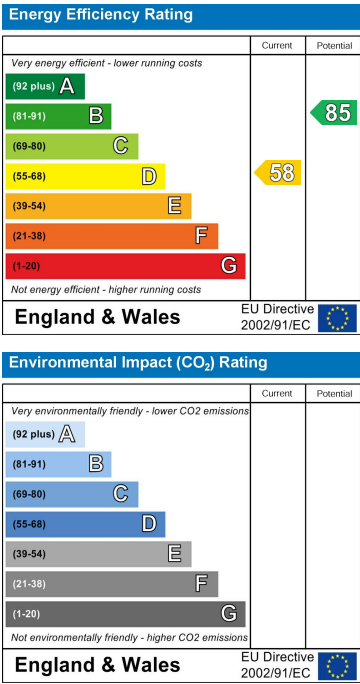 Energy Efficiency Rating
Current Potential
Very energy efficient - lower running costs
(92 plus) A
(81-91) B
85
(69-80) C
(55-68) D
58
(39-54) E
(21-38) F
(1-20) G
Not energy efficient - higher running costs
England & Wales
EU Directive
2002/91/EC
Environmental Impact (CO₂) Rating
Current Potential
Very environmentally friendly - lower CO2 emissions
(92 plus) A
(81-91) B
(69-80) C
(55-68) D
(39-54) E
(21-38) F
(1-20) G
Not environmentally friendly - higher CO2 emissions
England & Wales
EU Directive
2002/91/EC